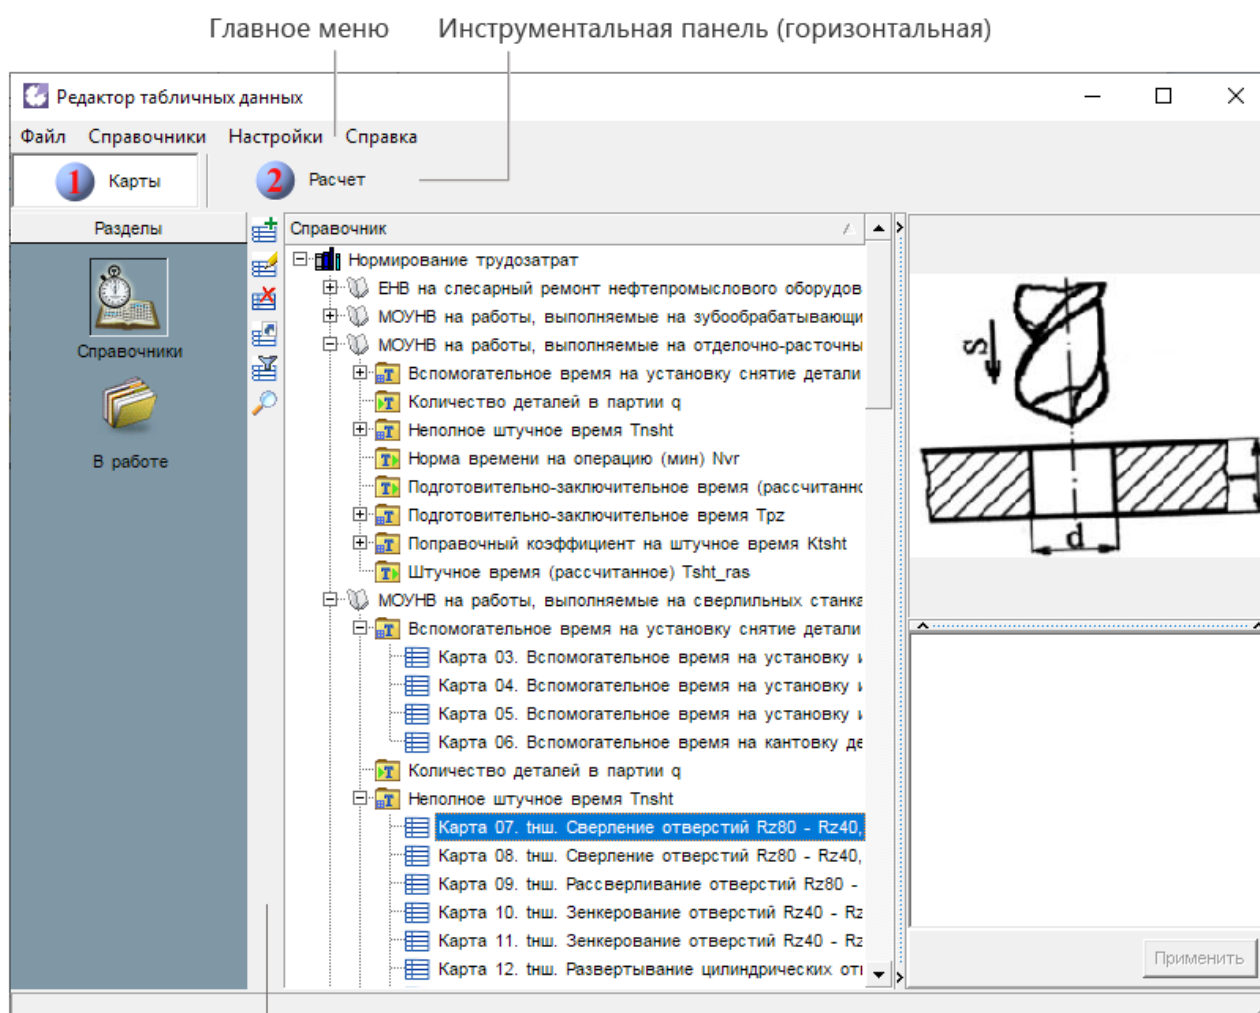 Главное меню Инструментальная панель (горизонтальная)
Редактор табличных данных
Файл Справочники Настройки Справка
1 Карты 2 Расчет
Разделы
Справочники
В работе
Справочник
Нормирование трудозатрат
ЕНВ на слесарный ремонт нефтепромыслового оборудов
МОУНВ на работы, выполняемые на зубообрабатывающи
МОУНВ на работы, выполняемые на отделочно-расточны
Вспомогательное время на установку снятие детали
Количество деталей в партии q
Неполное штучное время Tnsht
Норма времени на операцию (мин) Nvr
Подготовительно-заключительное время (рассчитанно
Подготовительно-заключительное время Tpz
Поправочный коэффициент на штучное время Ktsht
Штучное время (рассчитанное) Tsht_ras
МОУНВ на работы, выполняемые на сверлильных станка
Вспомогательное время на установку снятие детали
Карта 03. Вспомогательное время на установку и
Карта 04. Вспомогательное время на установку и
Карта 05. Вспомогательное время на установку и
Карта 06. Вспомогательное время на кантовку де
Количество деталей в партии q
Неполное штучное время Tnsht
Карта 07. tнш. Сверление отверстий Rz80 - Rz40,
Карта 08. tнш. Сверление отверстий Rz80 - Rz40,
Карта 09. tнш. Рассверливание отверстий Rz80 -
Карта 10. tнш. Зенкерование отверстий Rz40 - Rz
Карта 11. tнш. Зенкерование отверстий Rz40 - Rz
Карта 12. tнш. Развертывание цилиндрических отв
S
d
Применить